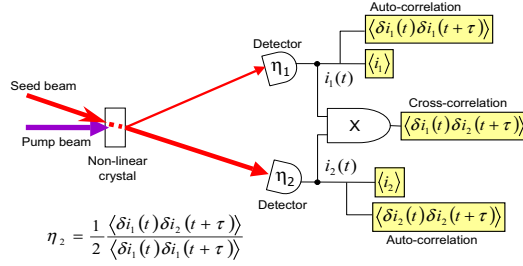 Auto-correlation
⟨δi₁(t)δi₁(t+τ)⟩
Detector
η₁
⟨i₁⟩
i₁(t)
Seed beam
Cross-correlation
X
⟨δi₁(t)δi₂(t+τ)⟩
Pump beam
Non-linear
crystal
i₂(t)
η₂
⟨i₂⟩
Detector
⟨δi₂(t)δi₂(t+τ)⟩
Auto-correlation
η₂ = 1/2 ⟨δi₁(t)δi₂(t+τ)⟩/⟨δi₁(t)δi₁(t+τ)⟩